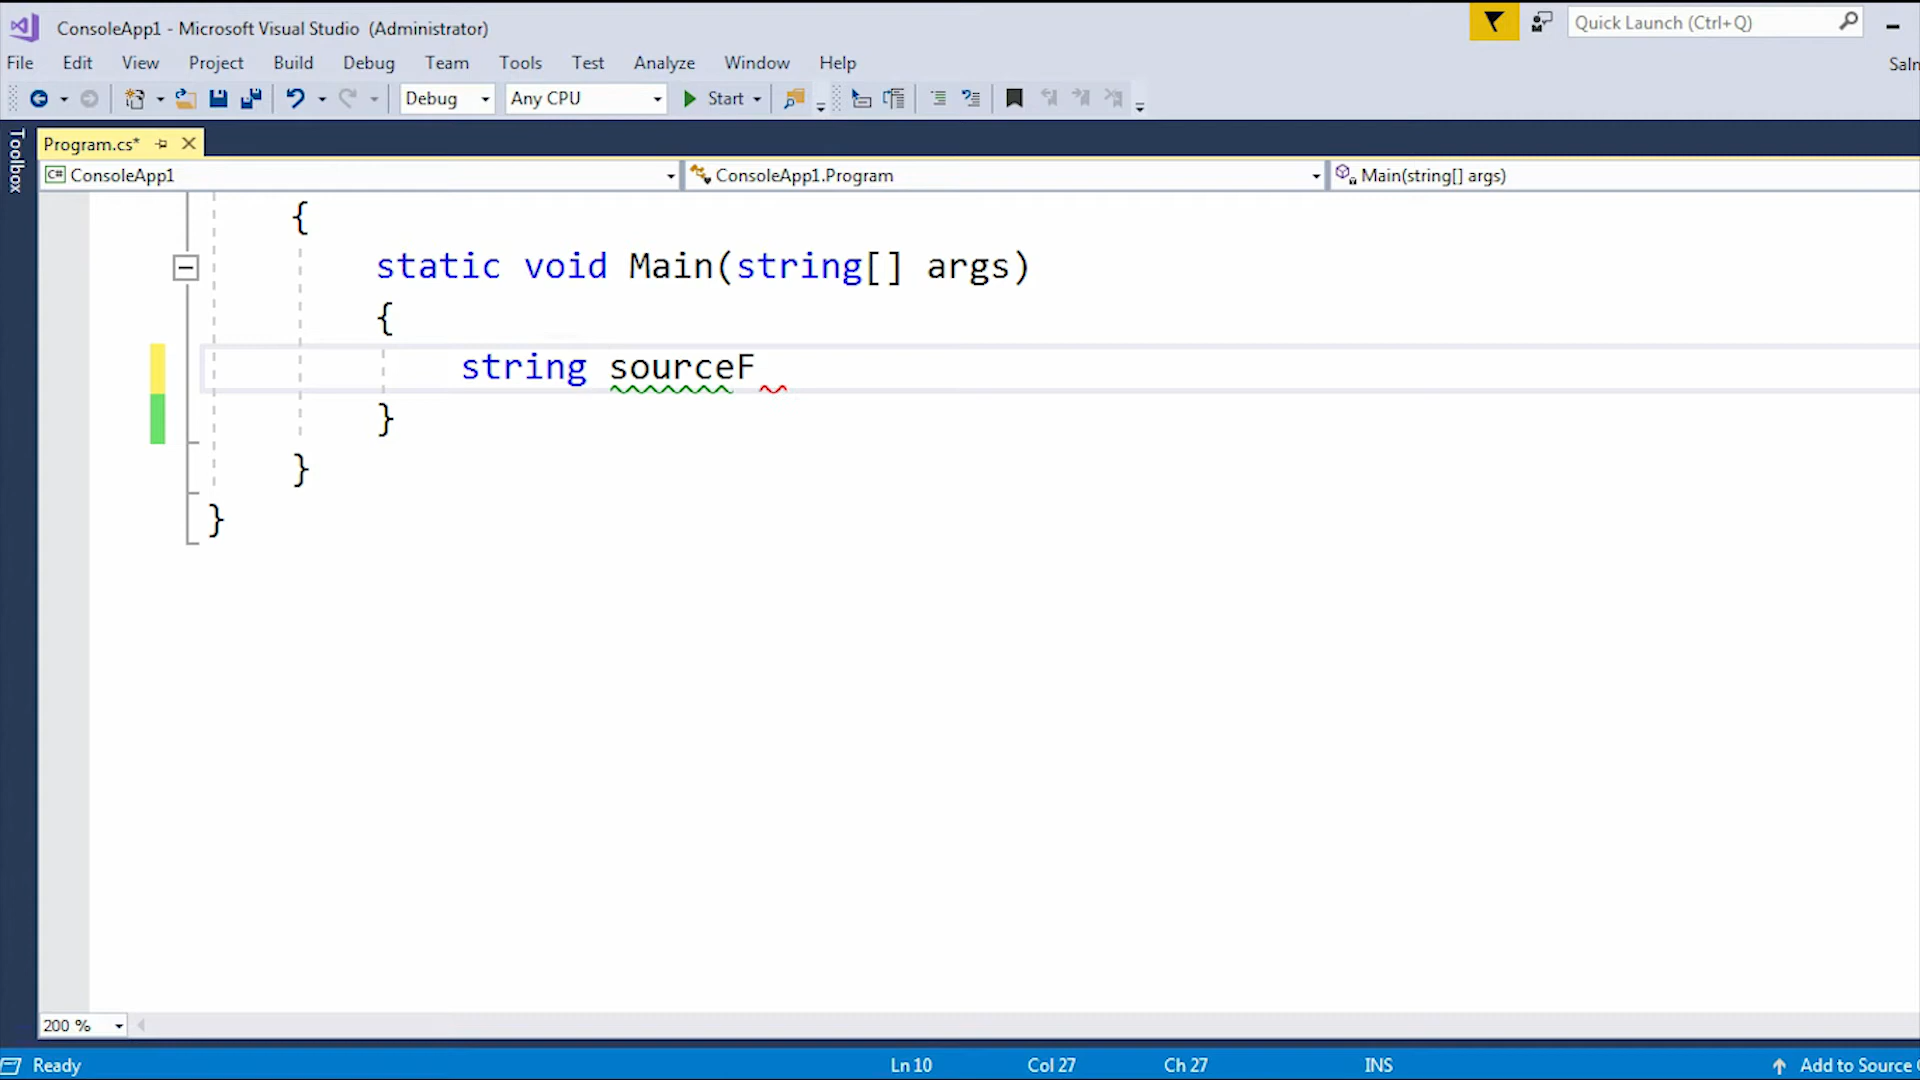 ConsoleApp1 - Microsoft Visual Studio (Administrator)
Quick Launch (Ctrl+Q)
File Edit View Project Build Debug Team Tools Test Analyze Window Help
Debug Any CPU Start
Toolbox
Program.cs*
ConsoleApp1 ConsoleApp1.Program Main(string[] args)
{
static void Main(string[] args)
{
string sourceF
}
}
}
200 %
Ready Ln 10 Col 27 Ch 27 INS Add to Source